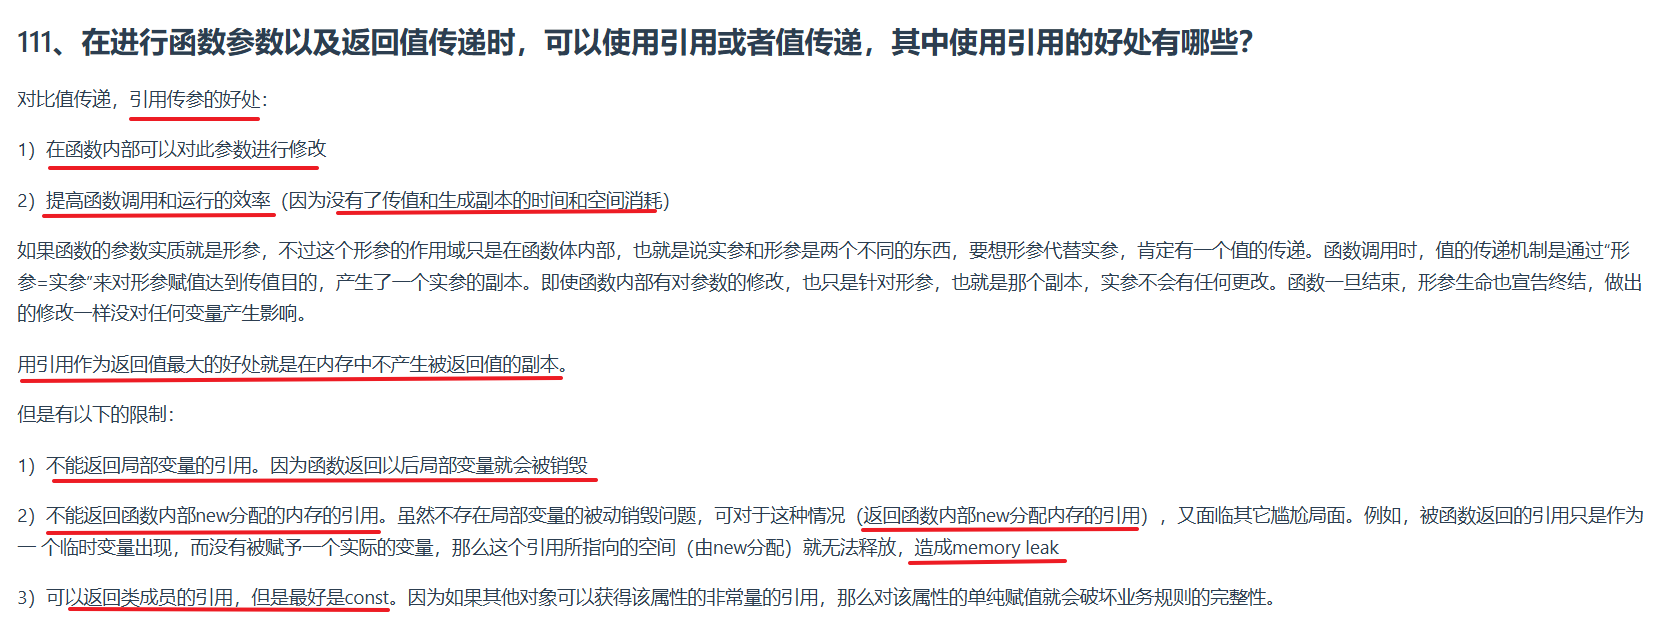 111、在进行函数参数以及返回值传递时，可以使用引用或者值传递，其中使用引用的好处有哪些？
对比值传递，引用传参的好处：
1）在函数内部可以对此参数进行修改
2）提高函数调用和运行的效率（因为没有了传值和生成副本的时间和空间消耗）
如果函数的参数实质就是形参，不过这个形参的作用域只是在函数体内部，也就是说实参和形参是两个不同的东西，要想形参代替实参，肯定有一个值的传递。函数调用时，值的传递机制是通过“形
参=实参”来对形参赋值达到传值目的，产生了一个实参的副本。即使函数内部有对参数的修改，也只是针对形参，也就是那个副本，实参不会有任何更改。函数一旦结束，形参生命也宣告终结，做出
的修改一样没对任何变量产生影响。
用引用作为返回值最大的好处就是在内存中不产生被返回值的副本。
但是有以下的限制：
1）不能返回局部变量的引用。因为函数返回以后局部变量就会被销毁
2）不能返回函数内部new分配的内存的引用。虽然不存在局部变量的被动销毁问题，可对于这种情况（返回函数内部new分配内存的引用），又面临其它尴尬局面。例如，被函数返回的引用只是作为
一 个临时变量出现，而没有被赋予一个实际的变量，那么这个引用所指向的空间（由new分配）就无法释放，造成memory leak
3）可以返回类成员的引用，但是最好是const。因为如果其他对象可以获得该属性的非常量的引用，那么对该属性的单纯赋值就会破坏业务规则的完整性。